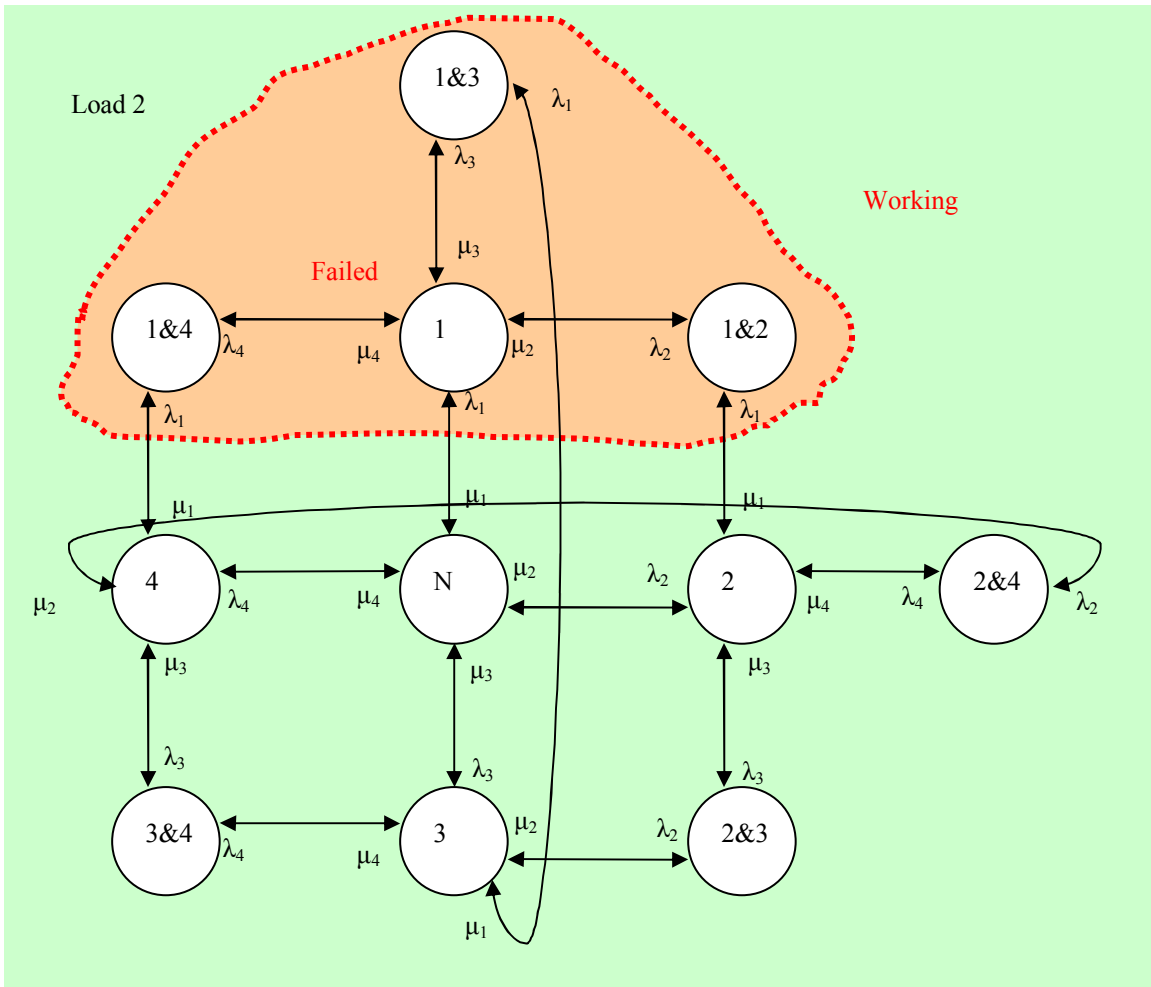 1&3
λ₁
Load 2
λ₃
Working
μ₃
Failed
1&4
1
1&2
λ₄
μ₄
μ₂
λ₂
λ₁
λ₁
λ₁
μ₁
μ₁
μ₁
4
N
μ₂
λ₂
2
2&4
μ₂
λ₄
μ₄
μ₄
λ₄
λ₂
μ₃
μ₃
μ₃
λ₃
λ₃
λ₃
3&4
3
μ₂
λ₂
2&3
λ₄
μ₄
μ₁